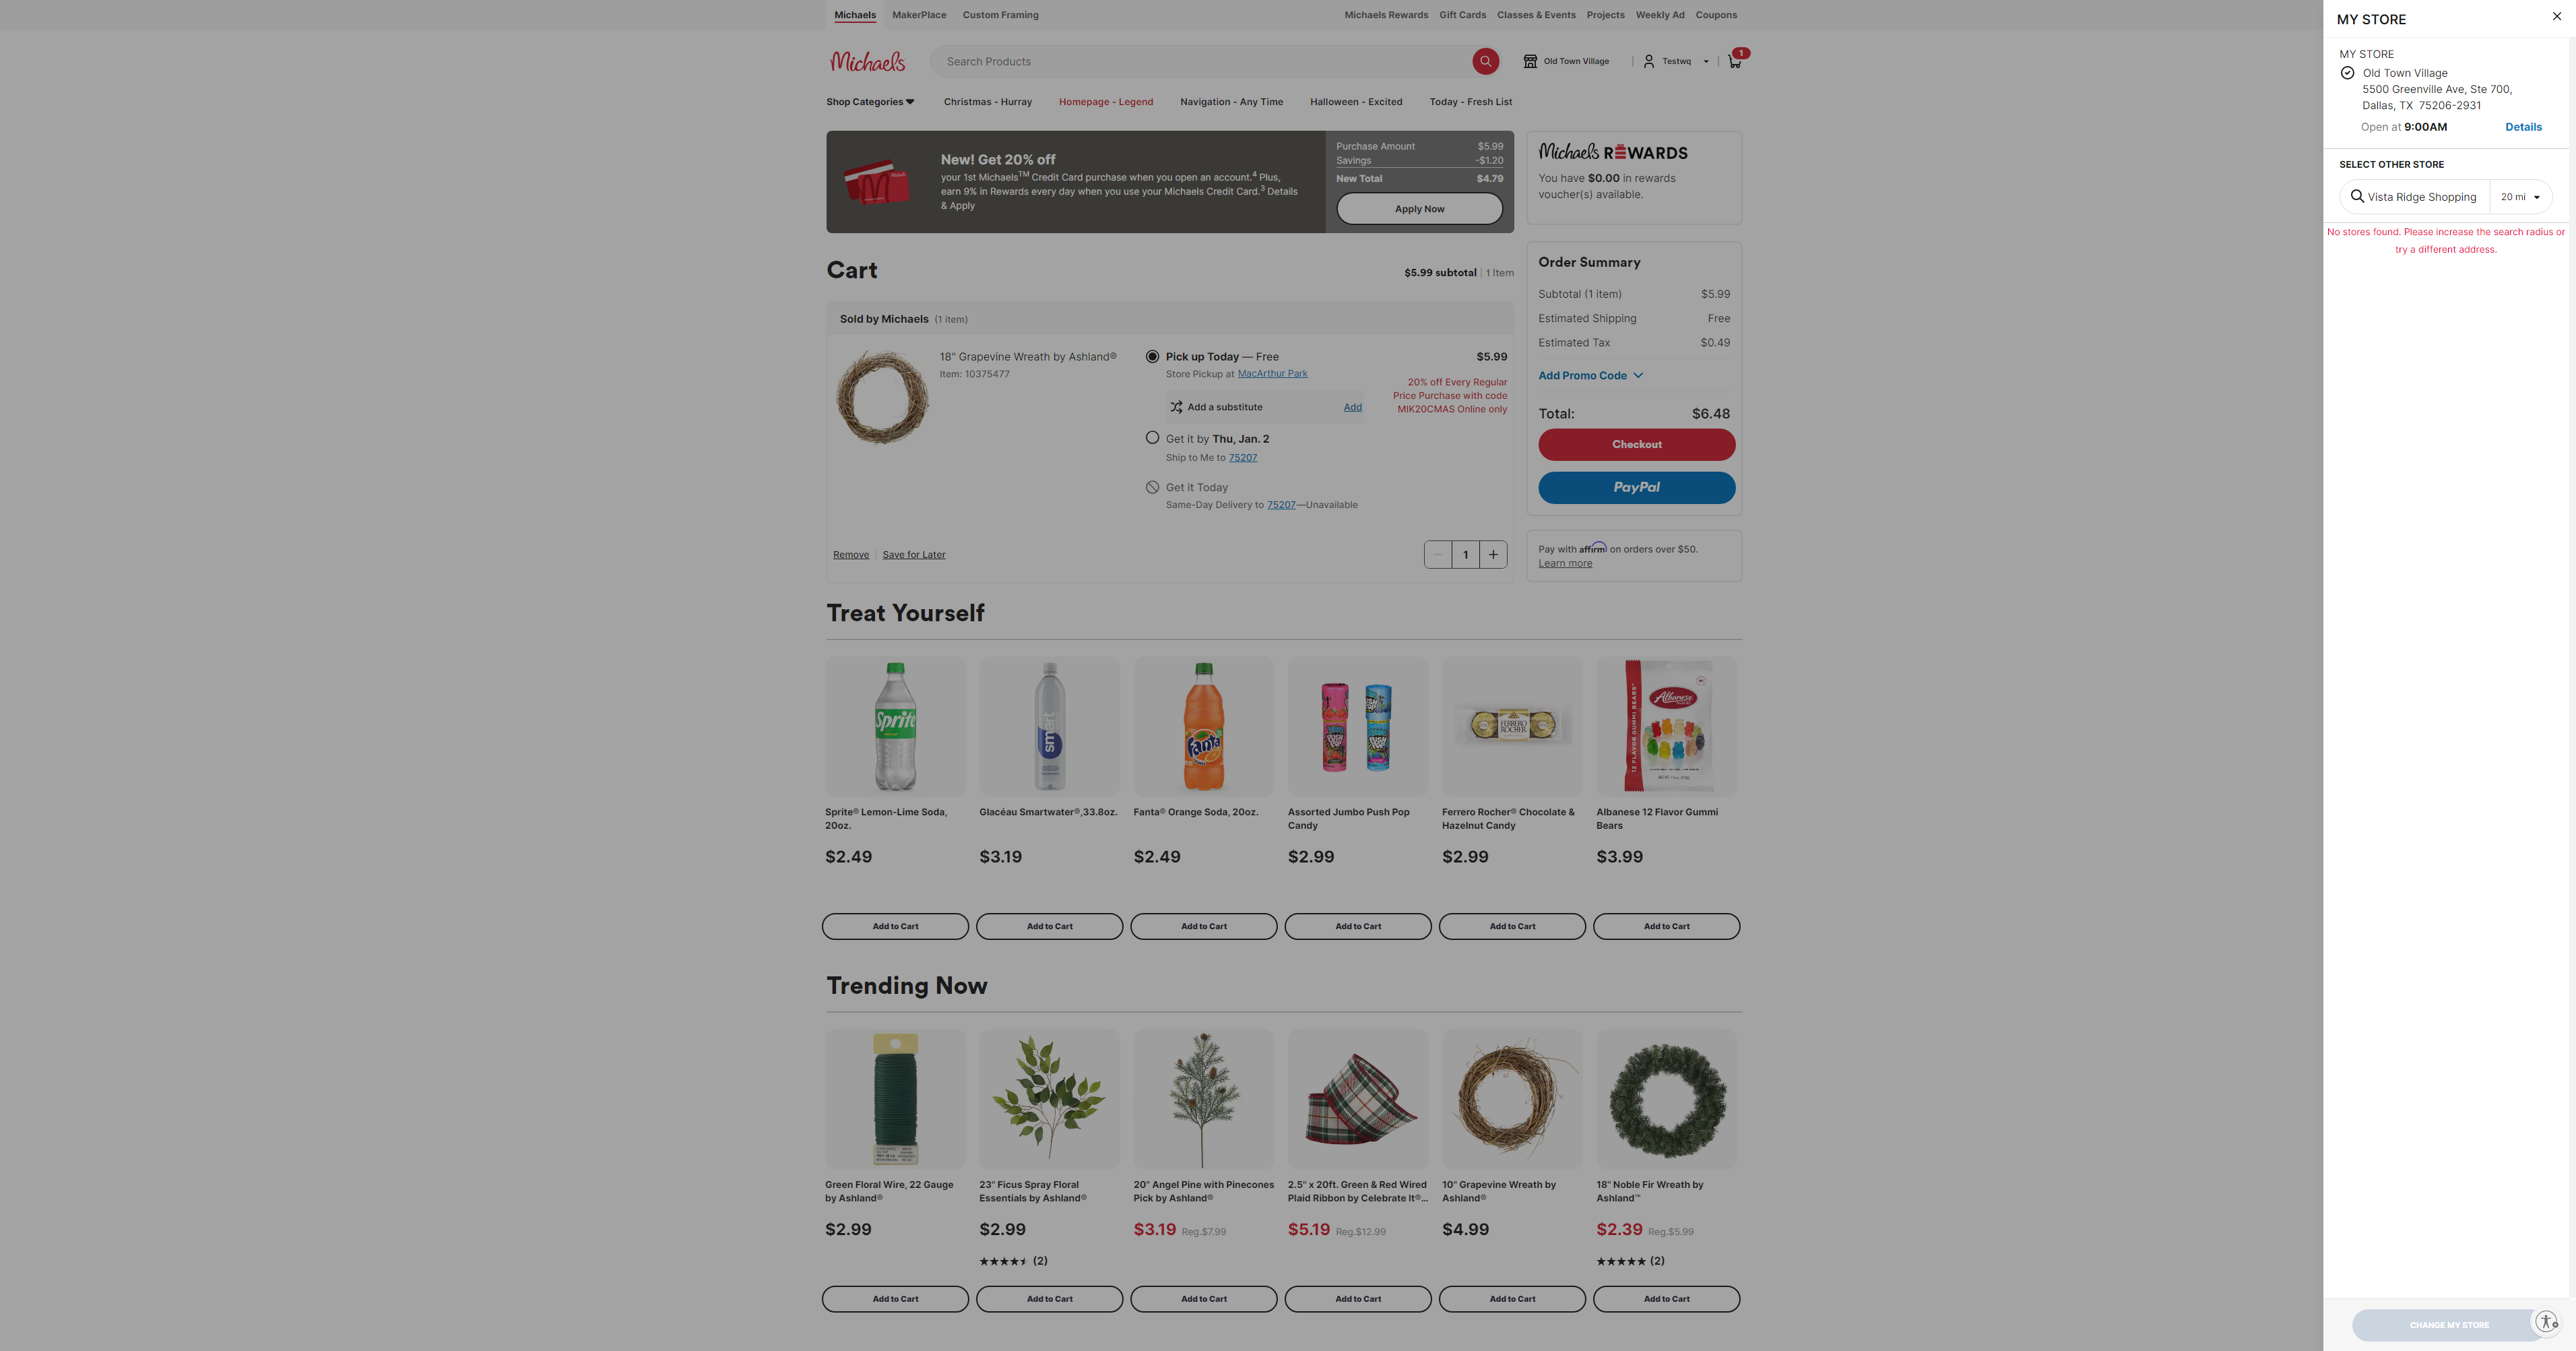 Michaels MakerPlace Custom Framing
Michaels Rewards Gift Cards Classes & Events Projects Weekly Ad Coupons
Michaels
Search Products
Old Town Village
Testwq
1
Shop Categories Christmas - Hurray Homepage - Legend Navigation - Any Time Halloween - Excited Today - Fresh List
New! Get 20% off
your 1st Michaels™ Credit Card purchase when you open an account.⁴ Plus,
earn 9% in Rewards every day when you use your Michaels Credit Card.³ Details
& Apply
Purchase Amount $5.99
Savings -$1.20
New Total $4.79
Apply Now
Michaels REWARDS
You have $0.00 in rewards
voucher(s) available.
Cart
$5.99 subtotal | 1 Item
Sold by Michaels (1 item)
18" Grapevine Wreath by Ashland®
Item: 10375477
Pick up Today — Free
Store Pickup at MacArthur Park
Add a substitute Add
Get it by Thu, Jan. 2
Ship to Me to 75207
Get it Today
Same-Day Delivery to 75207—Unavailable
$5.99
20% off Every Regular
Price Purchase with code
MIK20CMAS Online only
Remove | Save for Later
1
Order Summary
Subtotal (1 item) $5.99
Estimated Shipping Free
Estimated Tax $0.49
Add Promo Code
Total: $6.48
Checkout
PayPal
Pay with affirm on orders over $50.
Learn more
Treat Yourself
Sprite
smart
Fanta
PUSH POP
PUSH POP
FERRERO ROCHER
Albanese
12 FLAVOR GUMMI BEARS
Sprite® Lemon-Lime Soda,
20oz.
$2.49
Add to Cart
Glacéau Smartwater®,33.8oz.
$3.19
Add to Cart
Fanta® Orange Soda, 20oz.
$2.49
Add to Cart
Assorted Jumbo Push Pop
Candy
$2.99
Add to Cart
Ferrero Rocher® Chocolate &
Hazelnut Candy
$2.99
Add to Cart
Albanese 12 Flavor Gummi
Bears
$3.99
Add to Cart
Trending Now
Green Floral Wire, 22 Gauge
by Ashland®
$2.99
Add to Cart
23" Ficus Spray Floral
Essentials by Ashland®
$2.99
(2)
Add to Cart
20" Angel Pine with Pinecones
Pick by Ashland®
$3.19 Reg.$7.99
Add to Cart
2.5" x 20ft. Green & Red Wired
Plaid Ribbon by Celebrate It®...
$5.19 Reg.$12.99
Add to Cart
10" Grapevine Wreath by
Ashland®
$4.99
Add to Cart
18" Noble Fir Wreath by
Ashland™
$2.39 Reg.$5.99
(2)
Add to Cart
MY STORE
MY STORE
Old Town Village
5500 Greenville Ave, Ste 700,
Dallas, TX 75206-2931
Open at 9:00AM Details
SELECT OTHER STORE
Vista Ridge Shopping 20 mi
No stores found. Please increase the search radius or
try a different address.
CHANGE MY STORE